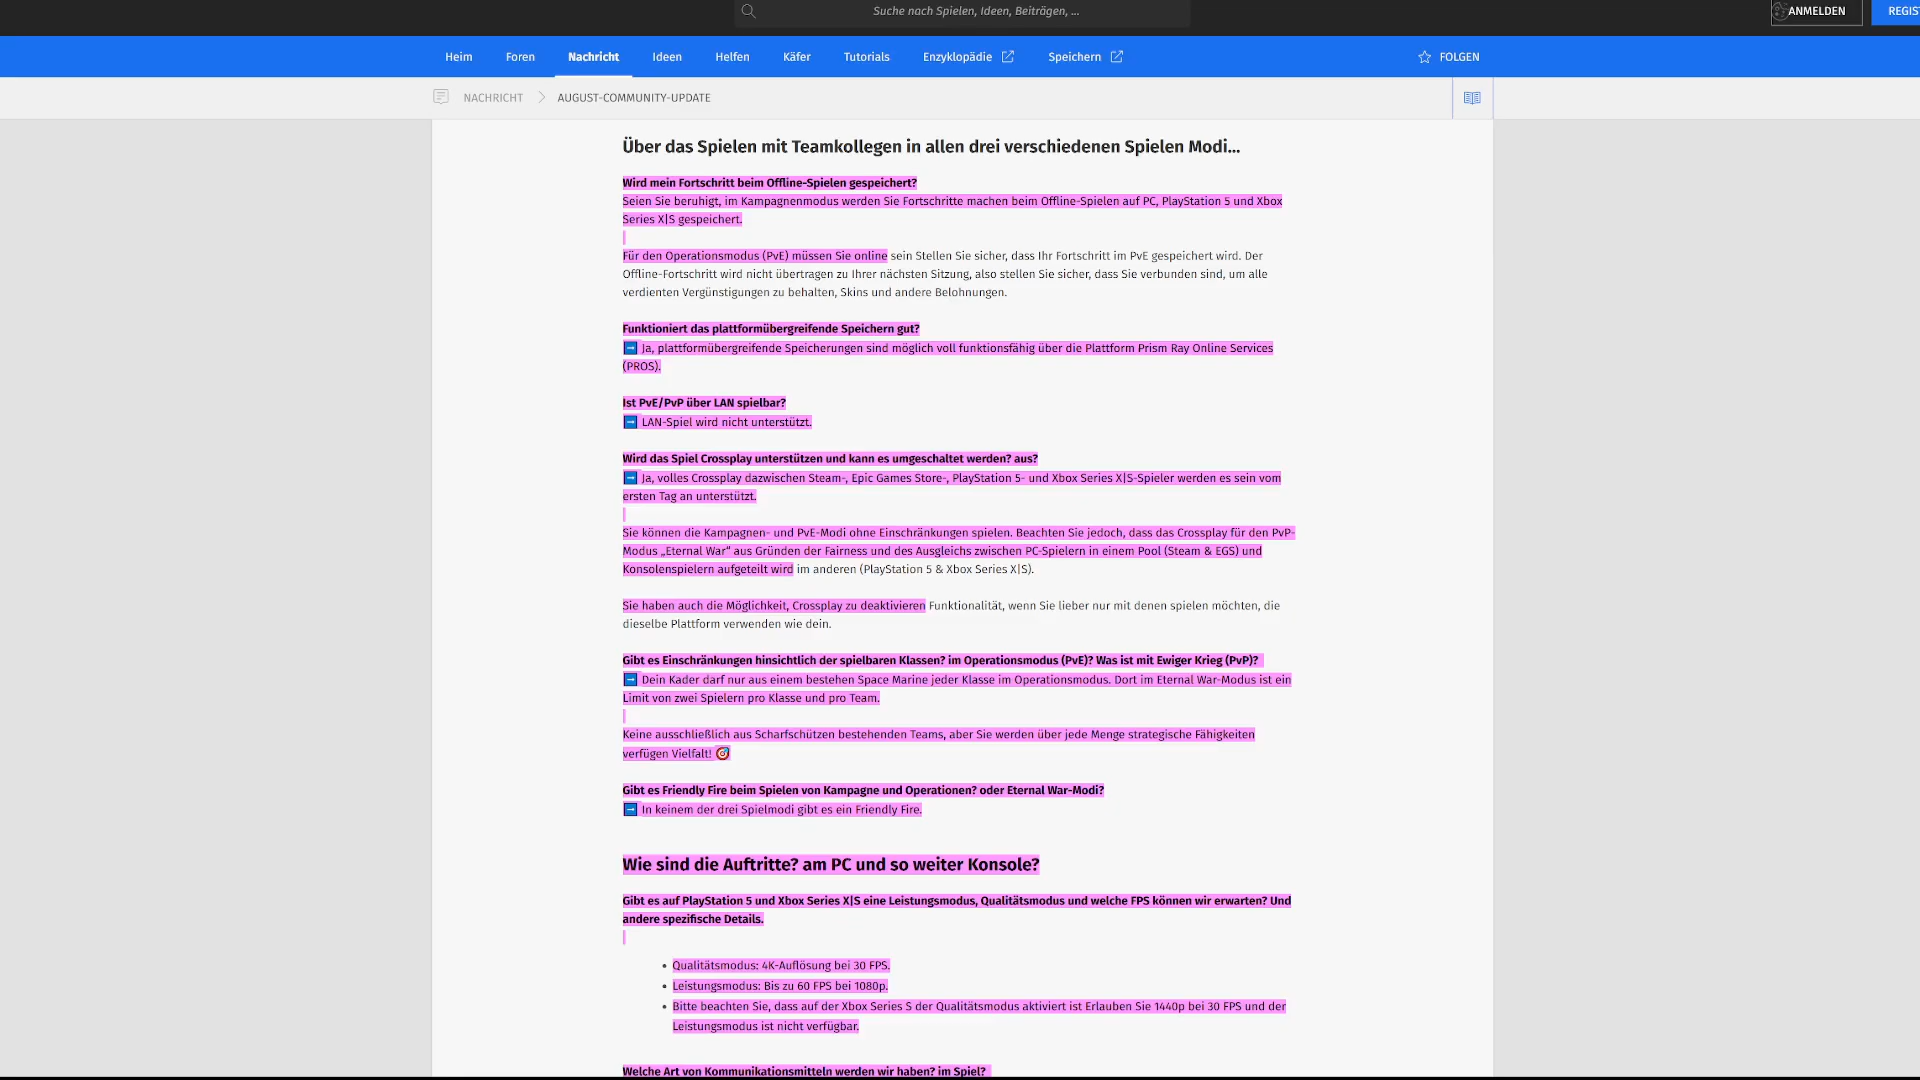 Suche nach Spielen, Ideen, Beiträgen, ...
ANMELDEN
REGIS
Heim
Foren
Nachricht
Ideen
Helfen
Käfer
Tutorials
Enzyklopädie
Speichern
FOLGEN
NACHRICHT
AUGUST-COMMUNITY-UPDATE
Über das Spielen mit Teamkollegen in allen drei verschiedenen Spielen Modi...
Wird mein Fortschritt beim Offline-Spielen gespeichert?
Seien Sie beruhigt, im Kampagnenmodus werden Sie Fortschritte machen beim Offline-Spielen auf PC, PlayStation 5 und Xbox
Series X|S gespeichert.
Für den Operationsmodus (PvE) müssen Sie online sein Stellen Sie sicher, dass Ihr Fortschritt im PvE gespeichert wird. Der
Offline-Fortschritt wird nicht übertragen zu Ihrer nächsten Sitzung, also stellen Sie sicher, dass Sie verbunden sind, um alle
verdienten Vergünstigungen zu behalten, Skins und andere Belohnungen.
Funktioniert das plattformübergreifende Speichern gut?
➡ Ja, plattformübergreifende Speicherungen sind möglich voll funktionsfähig über die Plattform Prism Ray Online Services
(PROS).
Ist PvE/PvP über LAN spielbar?
➡ LAN-Spiel wird nicht unterstützt.
Wird das Spiel Crossplay unterstützen und kann es umgeschaltet werden? aus?
➡ Ja, volles Crossplay dazwischen Steam-, Epic Games Store-, PlayStation 5- und Xbox Series X|S-Spieler werden es sein vom
ersten Tag an unterstützt.
Sie können die Kampagnen- und PvE-Modi ohne Einschränkungen spielen. Beachten Sie jedoch, dass das Crossplay für den PvP-
Modus „Eternal War“ aus Gründen der Fairness und des Ausgleichs zwischen PC-Spielern in einem Pool (Steam & EGS) und
Konsolenspielern aufgeteilt wird im anderen (PlayStation 5 & Xbox Series X|S).
Sie haben auch die Möglichkeit, Crossplay zu deaktivieren Funktionalität, wenn Sie lieber nur mit denen spielen möchten, die
dieselbe Plattform verwenden wie dein.
Gibt es Einschränkungen hinsichtlich der spielbaren Klassen? im Operationsmodus (PvE)? Was ist mit Ewiger Krieg (PvP)?
➡ Dein Kader darf nur aus einem bestehen Space Marine jeder Klasse im Operationsmodus. Dort im Eternal War-Modus ist ein
Limit von zwei Spielern pro Klasse und pro Team.
Keine ausschließlich aus Scharfschützen bestehenden Teams, aber Sie werden über jede Menge strategische Fähigkeiten
verfügen Vielfalt! 🎯
Gibt es Friendly Fire beim Spielen von Kampagne und Operationen? oder Eternal War-Modi?
➡ In keinem der drei Spielmodi gibt es ein Friendly Fire.
Wie sind die Auftritte? am PC und so weiter Konsole?
Gibt es auf PlayStation 5 und Xbox Series X|S eine Leistungsmodus, Qualitätsmodus und welche FPS können wir erwarten? Und
andere spezifische Details.
• Qualitätsmodus: 4K-Auflösung bei 30 FPS.
• Leistungsmodus: Bis zu 60 FPS bei 1080p.
• Bitte beachten Sie, dass auf der Xbox Series S der Qualitätsmodus aktiviert ist Erlauben Sie 1440p bei 30 FPS und der
Leistungsmodus ist nicht verfügbar.
Welche Art von Kommunikationsmitteln werden wir haben? im Spiel?